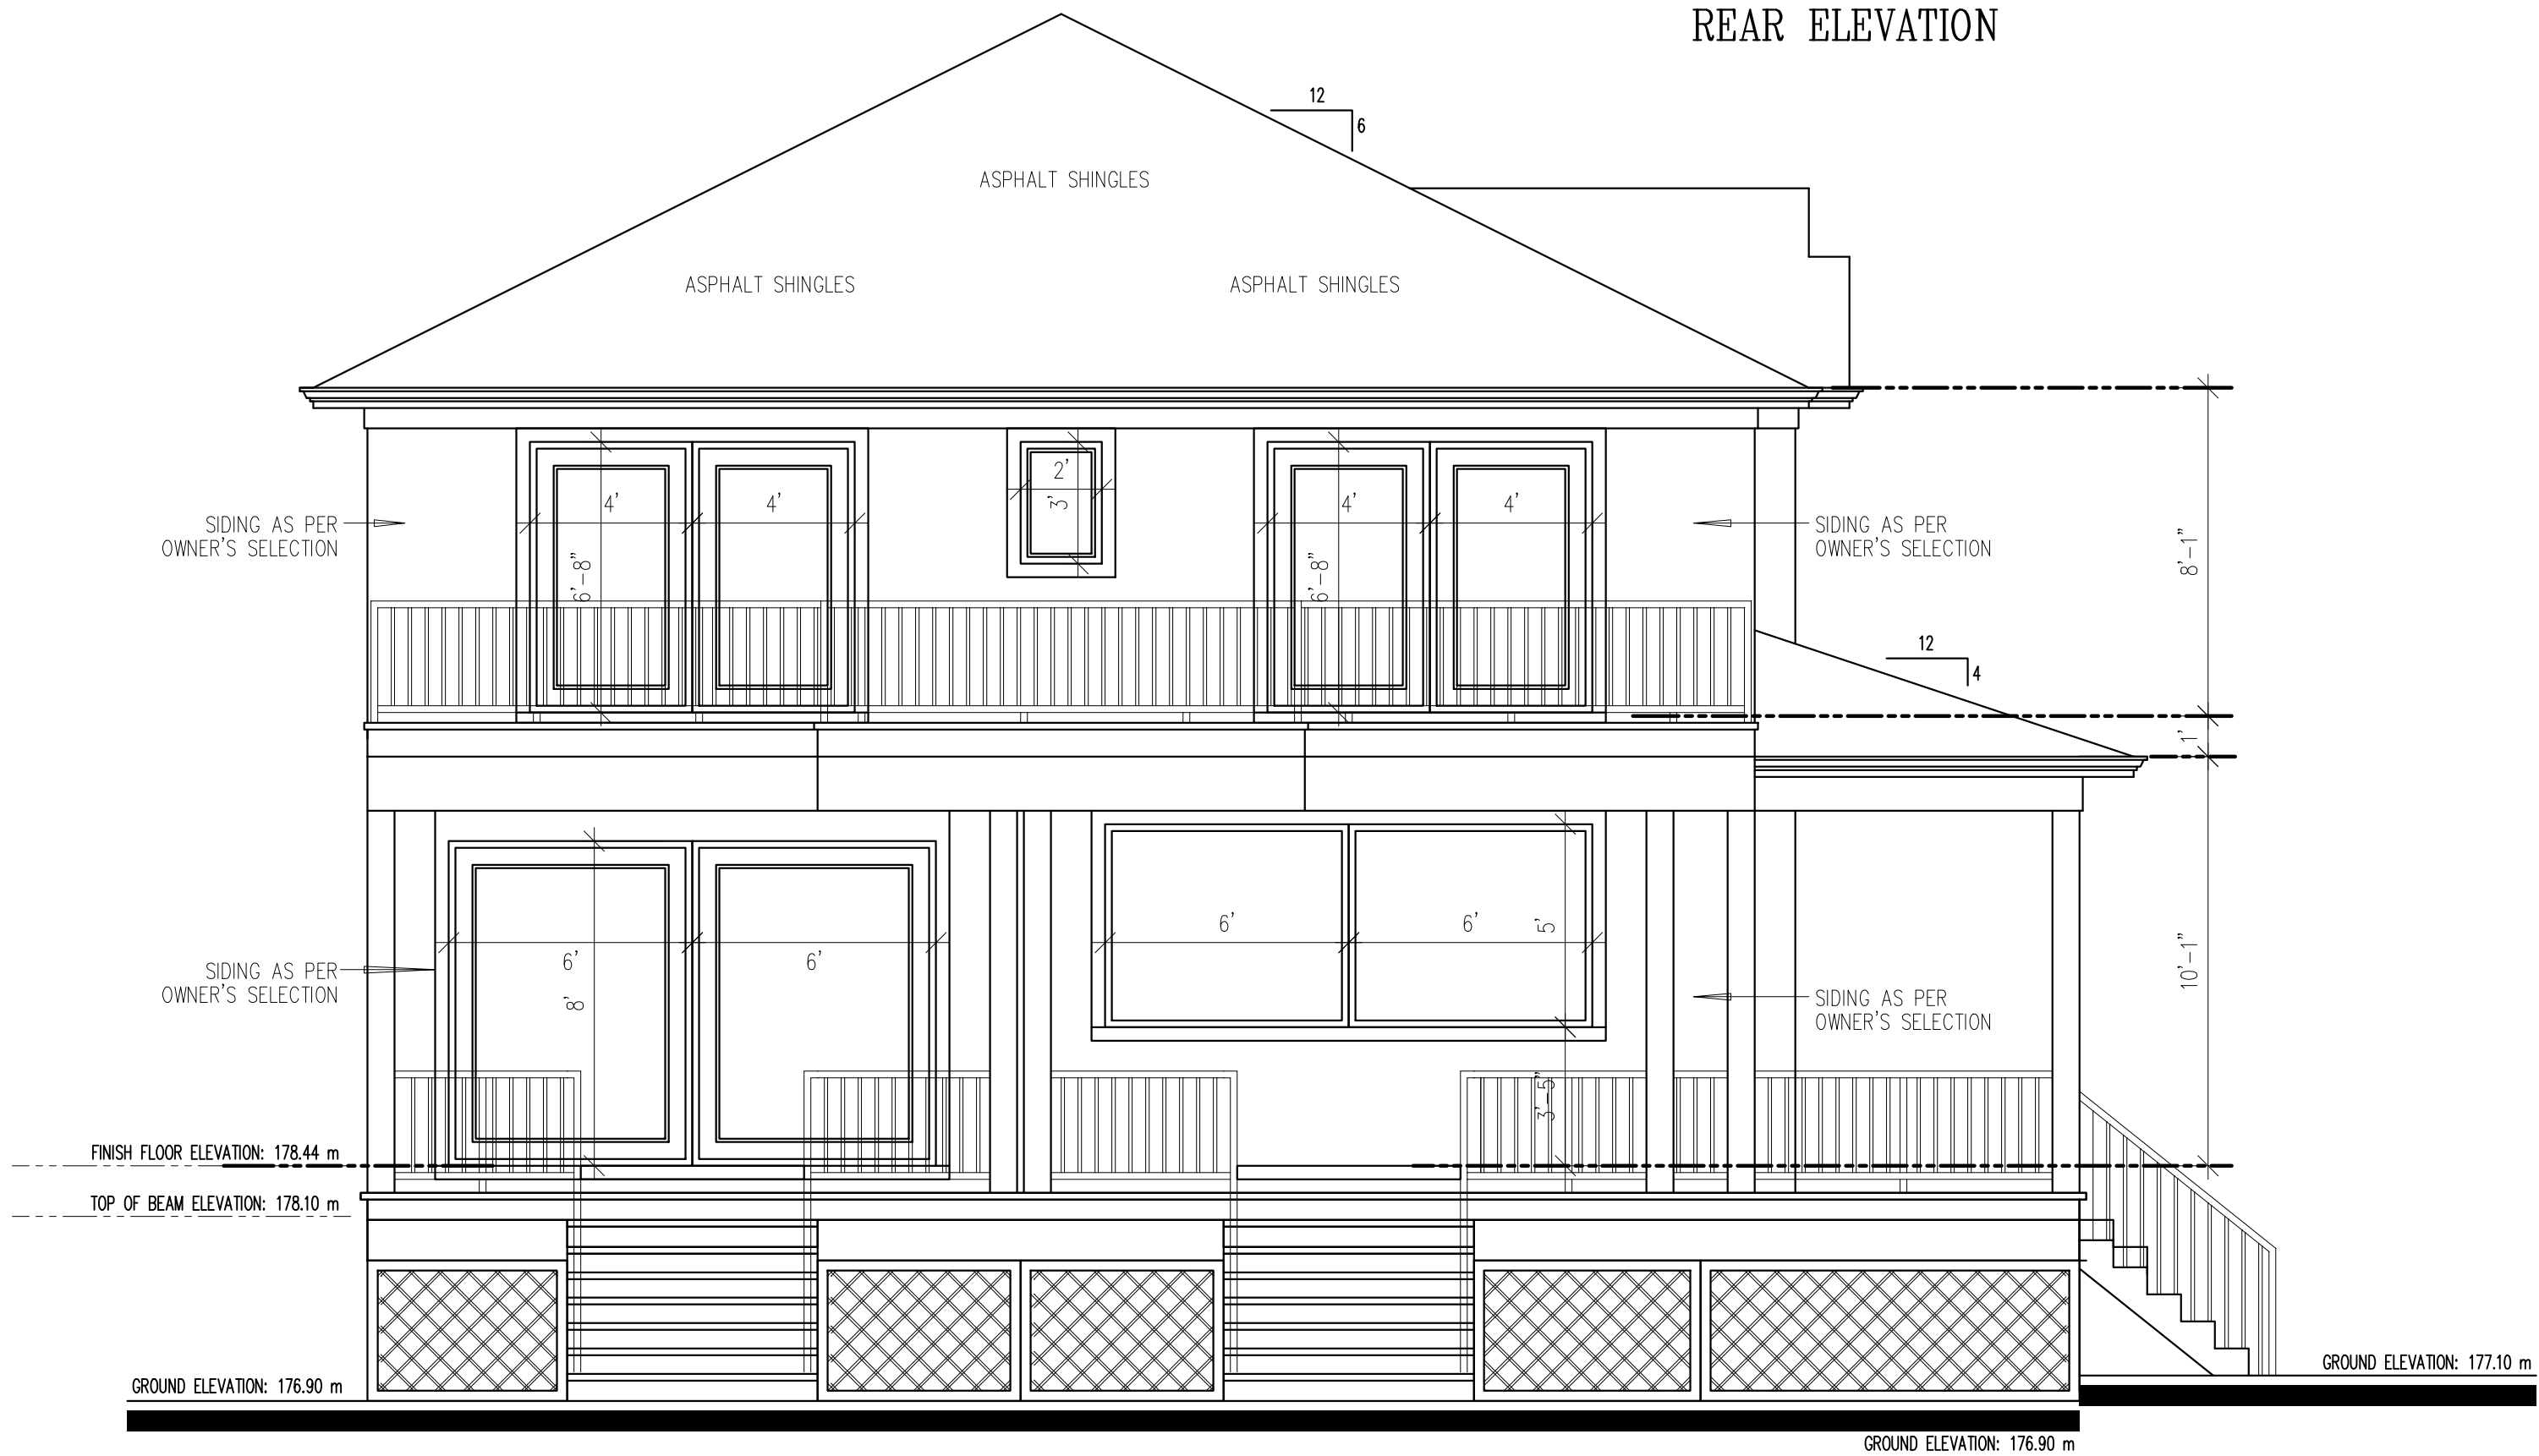 REAR ELEVATION
12
6
ASPHALT SHINGLES
ASPHALT SHINGLES
ASPHALT SHINGLES
2'
3'
4'
4'
4'
4'
SIDING AS PER
OWNER'S SELECTION
SIDING AS PER
OWNER'S SELECTION
6'-8"
6'-8"
8'-1"
12
4
1'
6'
6'
5'
6'
6'
8'
10'-1"
SIDING AS PER
OWNER'S SELECTION
SIDING AS PER
OWNER'S SELECTION
3'-5"
FINISH FLOOR ELEVATION: 178.44 m
TOP OF BEAM ELEVATION: 178.10 m
GROUND ELEVATION: 177.10 m
GROUND ELEVATION: 176.90 m
GROUND ELEVATION: 176.90 m